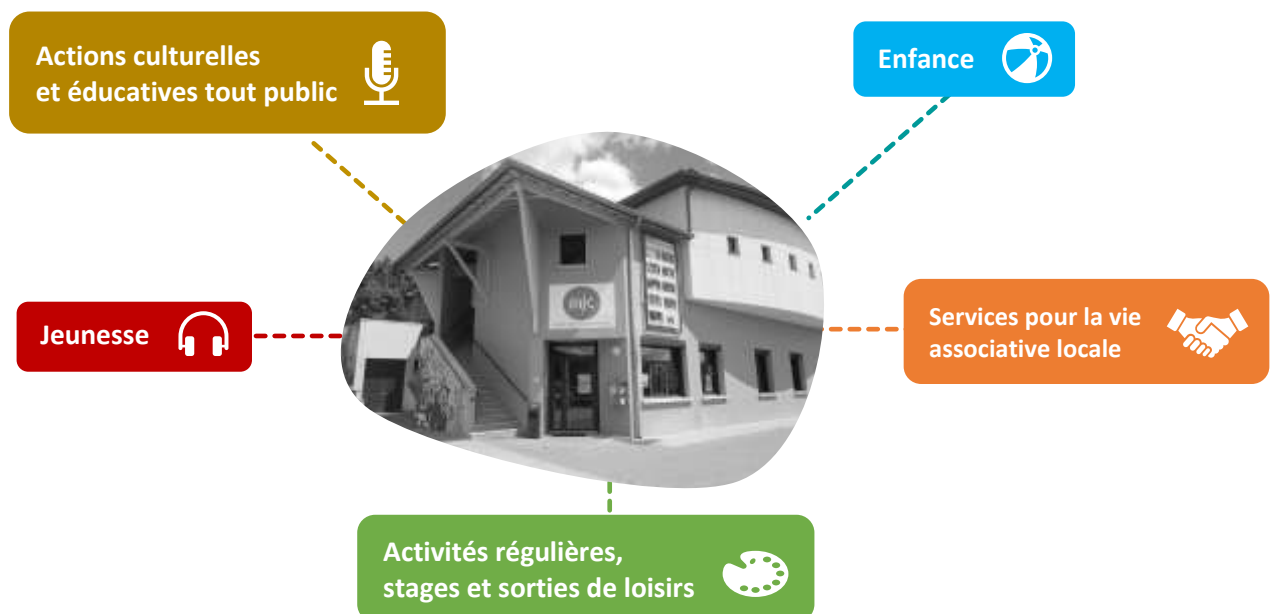 Actions culturelles
et éducatives tout public
Enfance
mjc
Jeunesse
Services pour la vie
associative locale
Activités régulières,
stages et sorties de loisirs